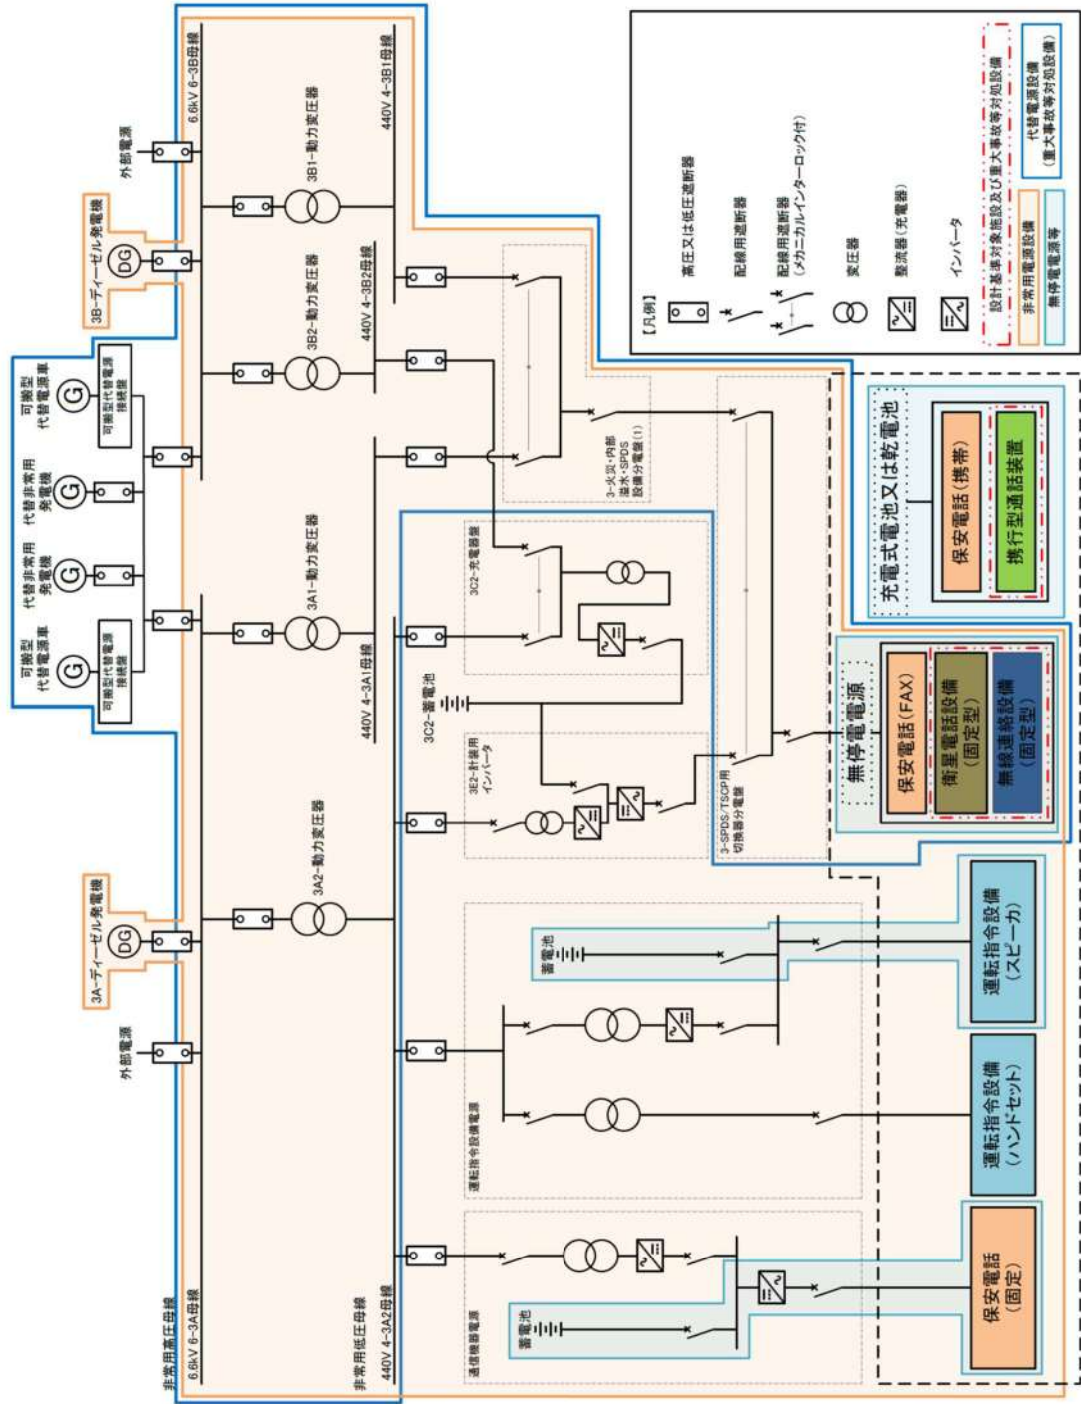 外部電源
3A-ディーゼル発電機
DG
可搬型
代替電源車
G
可搬型代替電源
接続盤
代替非常用
発電機
G
代替非常用
発電機
G
可搬型
代替電源車
G
可搬型代替電源
接続盤
3B-ディーゼル発電機
DG
外部電源
非常用高圧母線
6.6kV 6-3A母線
6.6kV 6-3B母線
3A2-動力変圧器
3A1-動力変圧器
3B2-動力変圧器
3B1-動力変圧器
非常用低圧母線
440V 4-3A2母線
440V 4-3A1母線
440V 4-3B2母線
440V 4-3B1母線
通信機器電源
蓄電池
運転指令設備電源
蓄電池
3E2-計装用
インバータ
3C2-蓄電池
3C2-充電器盤
3-火災・内部
溢水・SPDS
設備分電盤(1)
3-SPDS/TSCP用
切換器分電盤
保安電話
(固定)
運転指令設備
(ハンドセット)
運転指令設備
(スピーカ)
無停電電源
保安電話(FAX)
衛星電話設備
(固定型)
無線連絡設備
(固定型)
充電式電池又は乾電池
保安電話(携帯)
携行型通話装置
【凡例】
高圧又は低圧遮断器
配線用遮断器
配線用遮断器
(メカニカルインターロック付)
変圧器
整流器(充電器)
インバータ
設計基準対象施設及び重大事故等対処設備
非常用電源設備
無停電電源等
代替電源設備
(重大事故等対処設備)